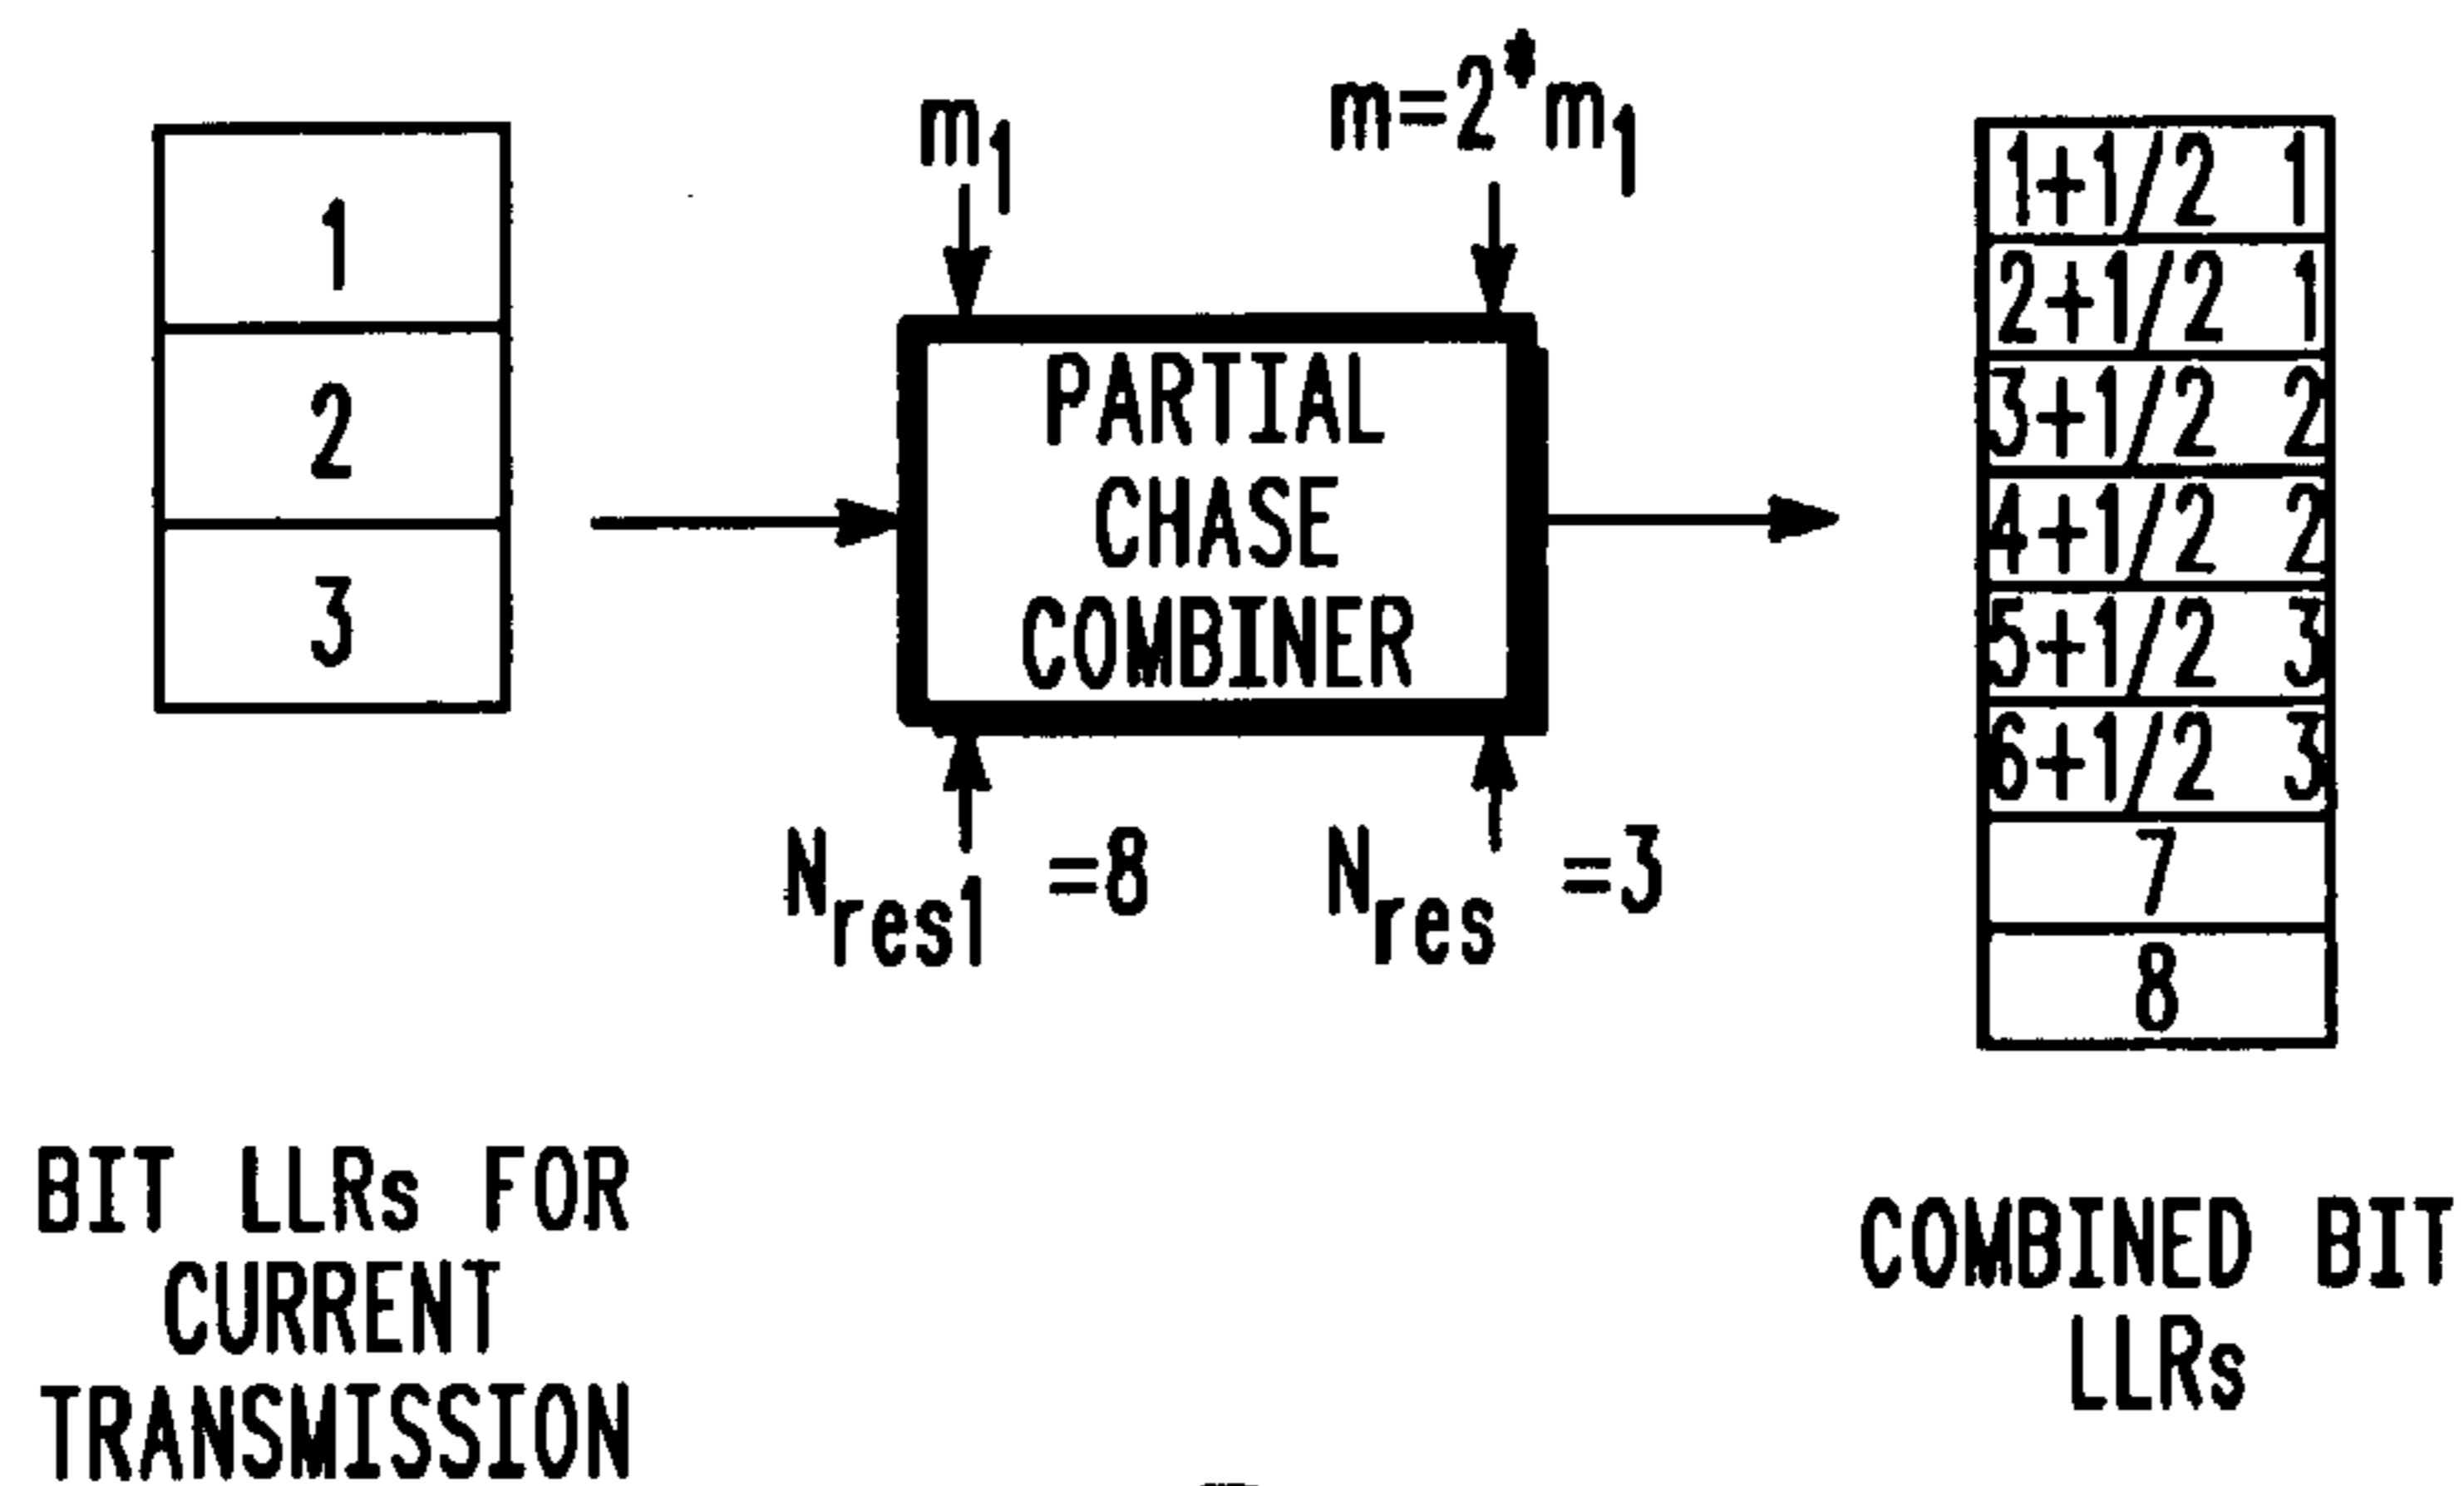 1
2
3
m1
m=2*m1
PARTIAL
CHASE
COMBINER
Nres1 =8
Nres =3
1+1/2 1
2+1/2 1
3+1/2 2
4+1/2 2
5+1/2 3
6+1/2 3
7
8
BIT LLRs FOR
CURRENT
TRANSMISSION
COMBINED BIT
LLRs